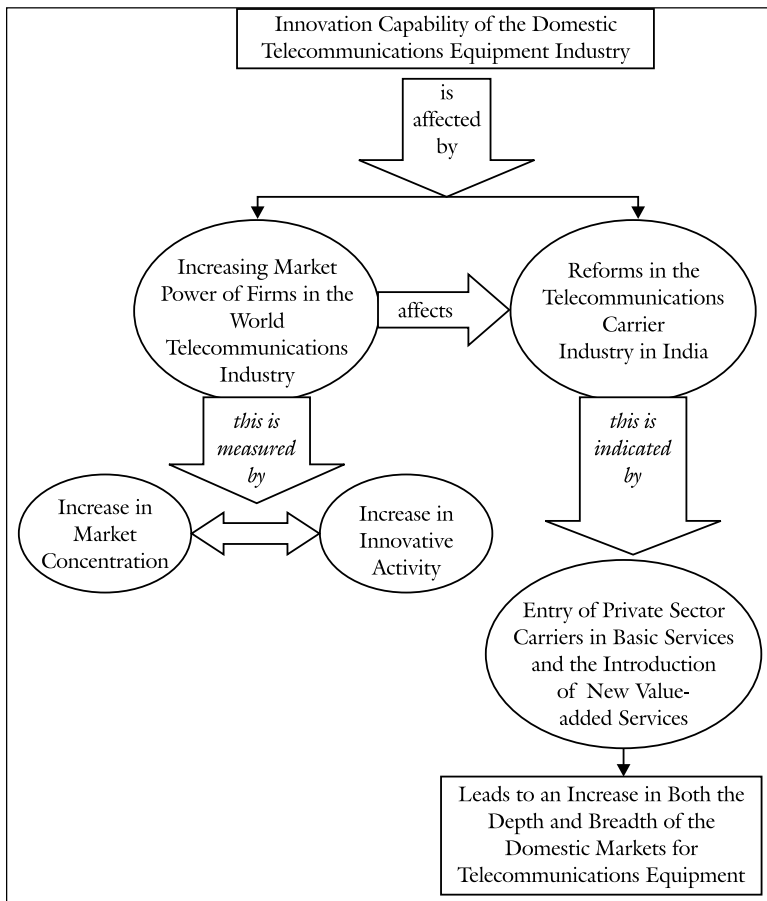 Innovation Capability of the Domestic
Telecommunications Equipment Industry
is
affected
by
Increasing Market
Power of Firms in the
World
Telecommunications
Industry
affects
Reforms in the
Telecommunications
Carrier
Industry in India
this is
measured
by
this is
indicated
by
Increase in
Market
Concentration
Increase in
Innovative
Activity
Entry of Private Sector
Carriers in Basic Services
and the Introduction
of New Value-
added Services
Leads to an Increase in Both the
Depth and Breadth of the
Domestic Markets for
Telecommunications Equipment